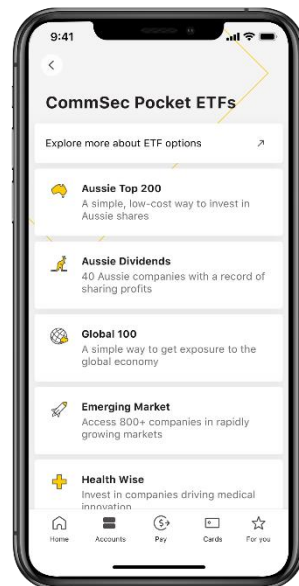 9:41
CommSec Pocket ETFs
Explore more about ETF options
Aussie Top 200
A simple, low-cost way to invest in
Aussie shares
Aussie Dividends
40 Aussie companies with a record of
sharing profits
Global 100
A simple way to get exposure to the
global economy
Emerging Market
Access 800+ companies in rapidly
growing markets
Health Wise
Invest in companies driving medical
innovation
Home Accounts Pay Cards For you